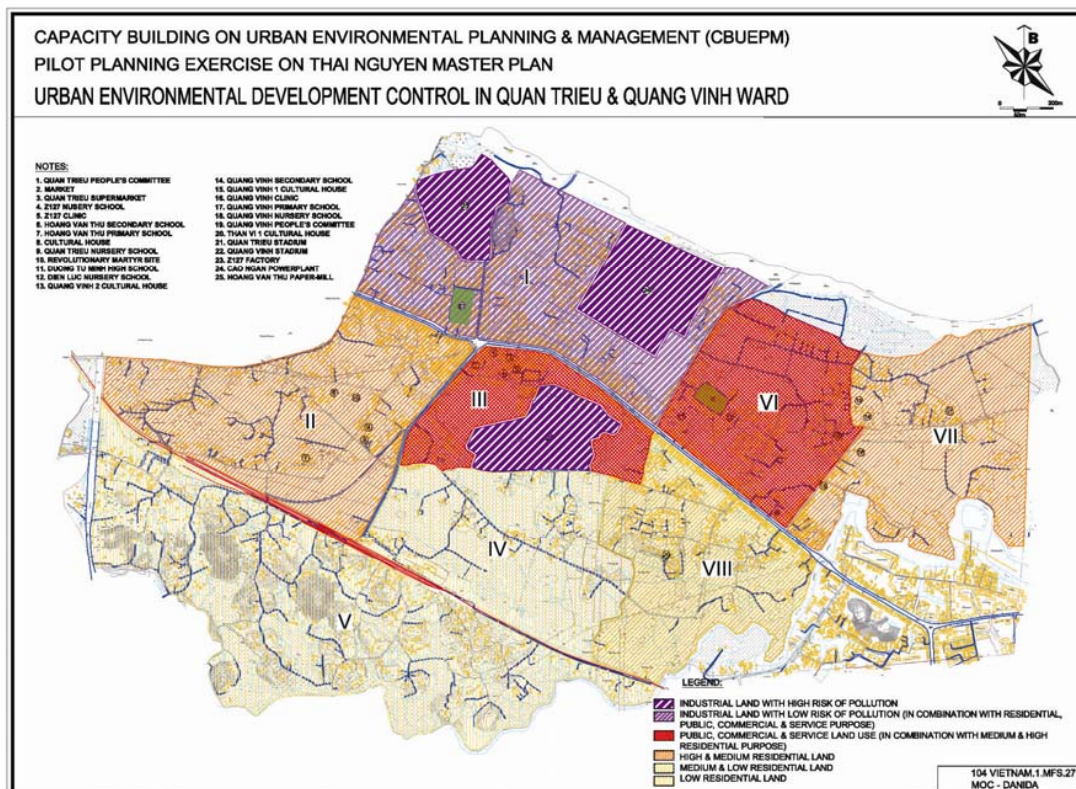 CAPACITY BUILDING ON URBAN ENVIRONMENTAL PLANNING & MANAGEMENT (CBUEPM)
PILOT PLANNING EXERCISE ON THAI NGUYEN MASTER PLAN
URBAN ENVIRONMENTAL DEVELOPMENT CONTROL IN QUAN TRIEU & QUANG VINH WARD
B
NOTES:
1. QUAN TRIEU PEOPLE'S COMMITTEE
2. MARKET
3. QUAN TRIEU SUPERMARKET
4. Z127 NUSERY SCHOOL
5. Z127 CLINIC
6. HOANG VAN THU SECONDARY SCHOOL
7. HOANG VAN THU PRIMARY SCHOOL
8. CULTURAL HOUSE
9. QUAN TRIEU NURSERY SCHOOL
10. REVOLUTIONARY MARTYR SITE
11. DUONG TU MINH HIGH SCHOOL
12. DIEN LUC NURSERY SCHOOL
13. QUANG VINH 2 CULTURAL HOUSE
14. QUANG VINH SECONDARY SCHOOL
15. QUANG VINH 1 CULTURAL HOUSE
16. QUANG VINH CLINIC
17. QUANG VINH PRIMARY SCHOOL
18. QUANG VINH NURSERY SCHOOL
19. QUANG VINH PEOPLE'S COMMITTEE
20. THAN VI 1 CULTURAL HOUSE
21. QUAN TRIEU STADIUM
22. QUANG VINH STADIUM
23. Z127 FACTORY
24. CAO NGAN POWERPLANT
25. HOANG VAN THU PAPER-MILL
I
II
III
VI
VII
IV
VIII
V
LEGEND:
INDUSTRIAL LAND WITH HIGH RISK OF POLLUTION
INDUSTRIAL LAND WITH LOW RISK OF POLLUTION (IN COMBINATION WITH RESIDENTIAL,
PUBLIC, COMMERCIAL & SERVICE PURPOSE)
PUBLIC, COMMERCIAL & SERVICE LAND USE (IN COMBINATION WITH MEDIUM & HIGH
RESIDENTIAL PURPOSE)
HIGH & MEDIUM RESIDENTIAL LAND
MEDIUM & LOW RESIDENTIAL LAND
LOW RESIDENTIAL LAND
104 VIETNAM.1.MFS.27
MOC - DANIDA